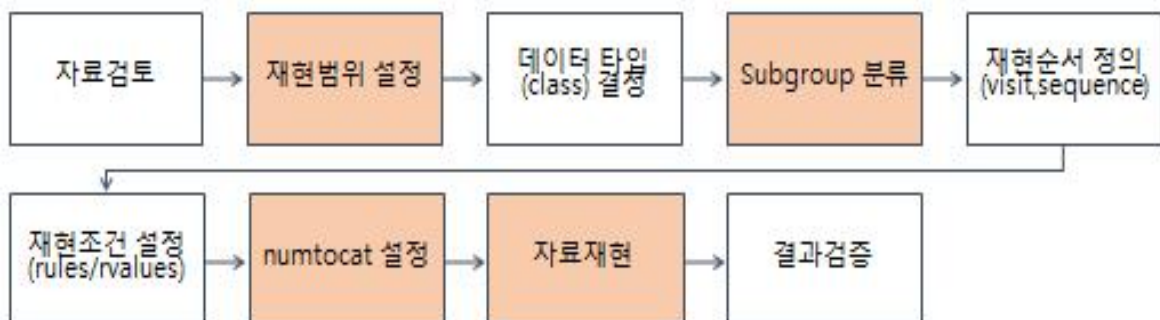 자료검토
재현범위 설정
데이터 타입
(class) 결정
Subgroup 분류
재현순서 정의
(visit,sequence)
재현조건 설정
(rules/rvalues)
numtocat 설정
자료재현
결과검증